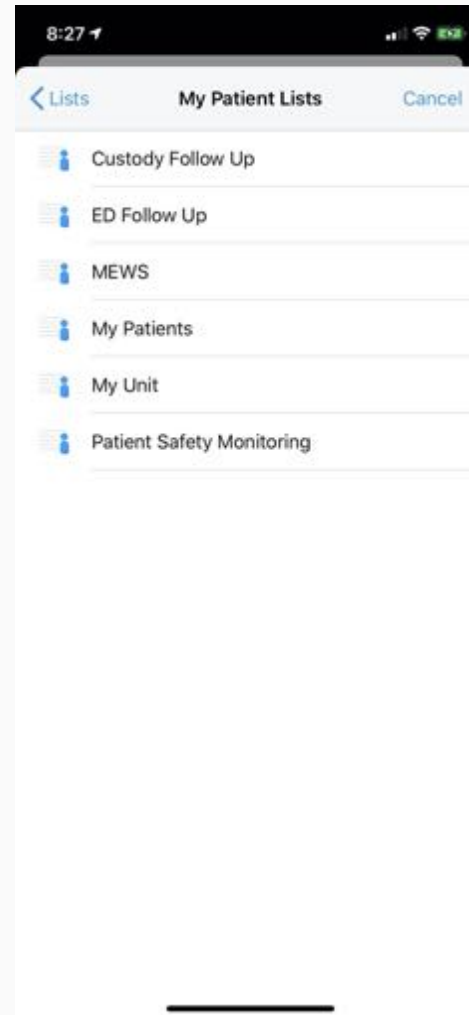 8:27
Lists
My Patient Lists
Cancel
Custody Follow Up
ED Follow Up
MEWS
My Patients
My Unit
Patient Safety Monitoring